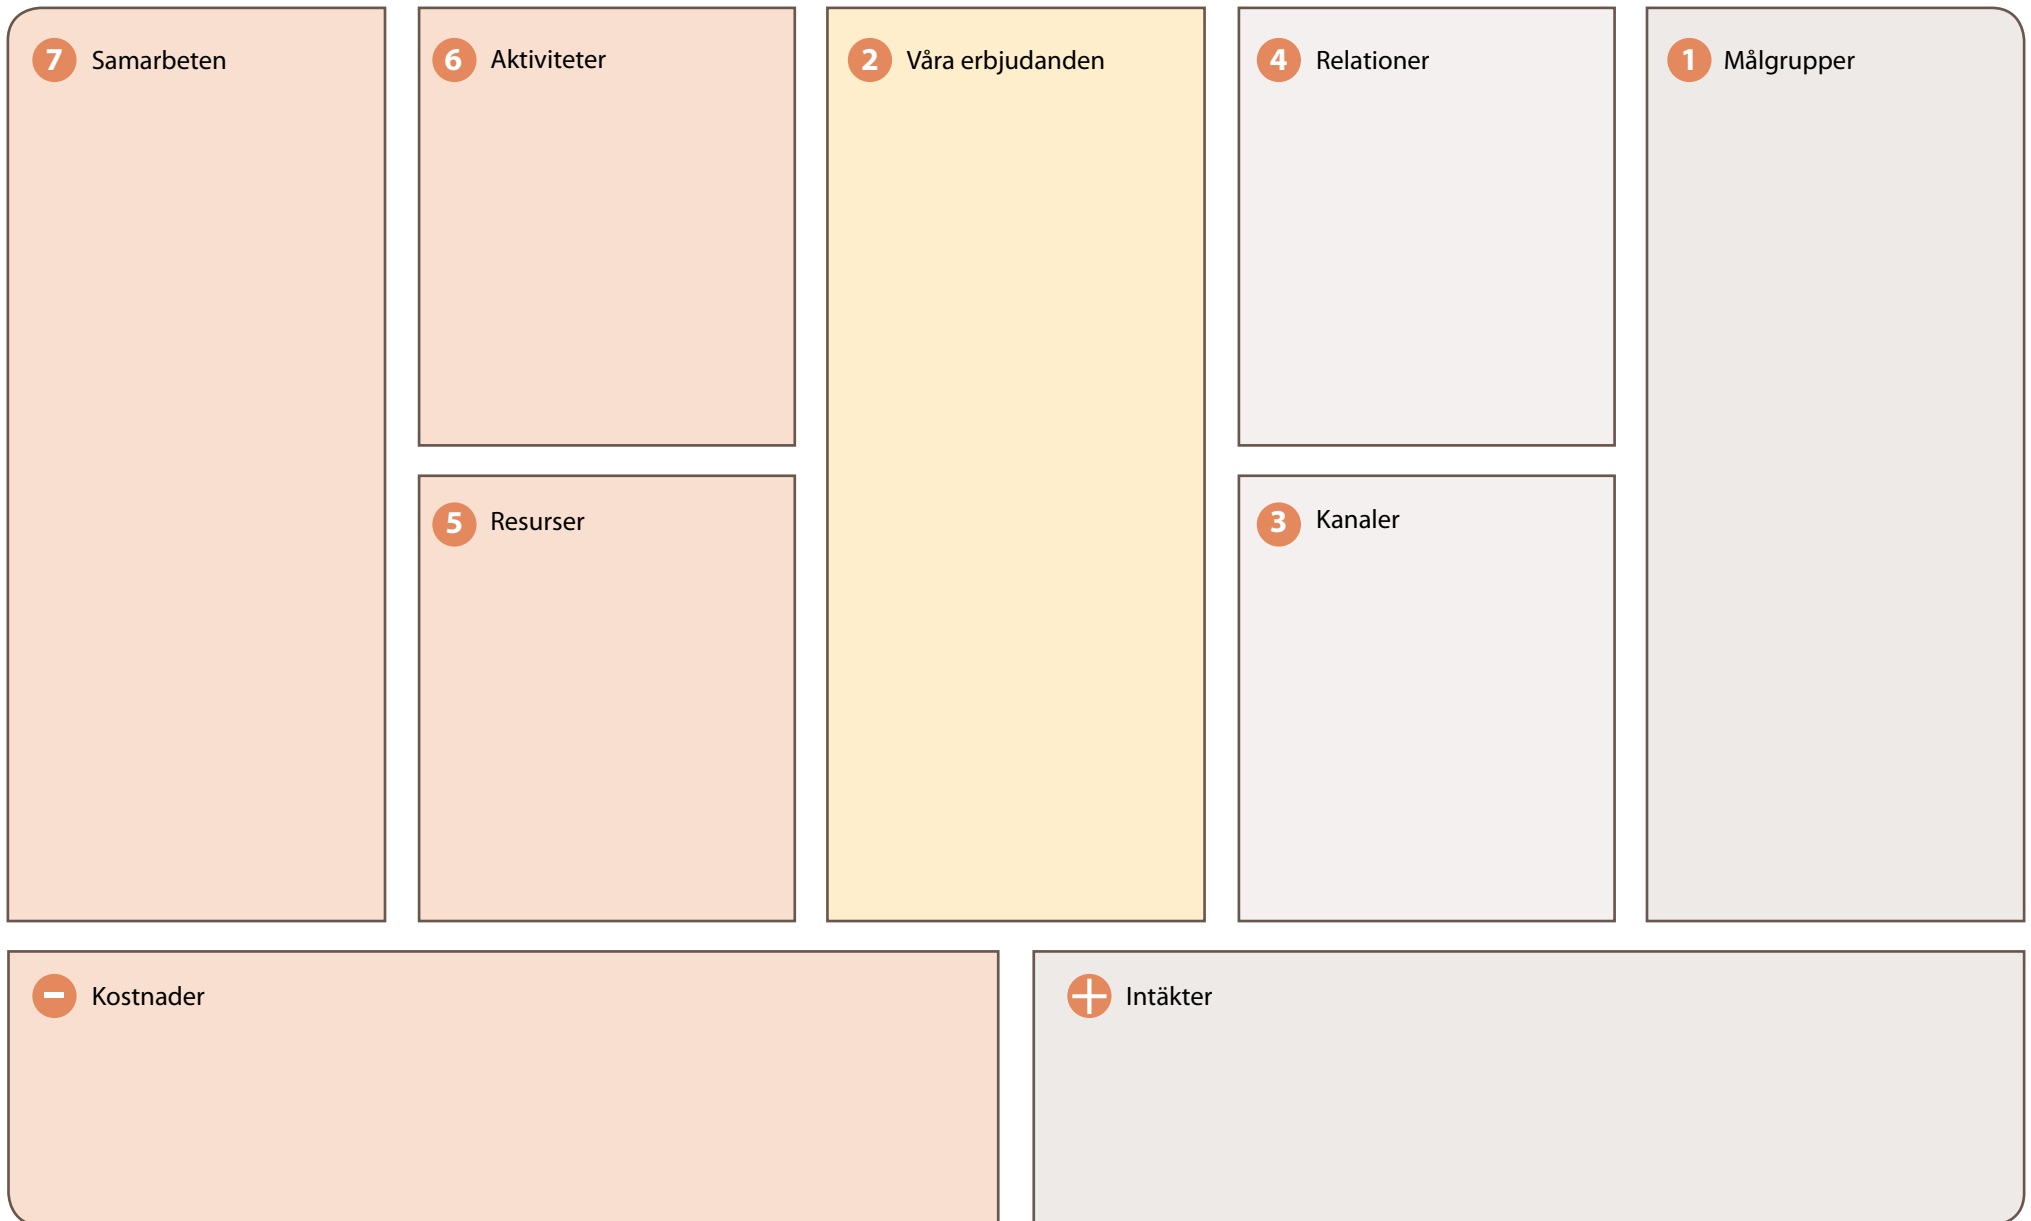 7 Samarbeten
6 Aktiviteter
2 Våra erbjudanden
4 Relationer
1 Målgrupper
5 Resurser
3 Kanaler
- Kostnader
+ Intäkter